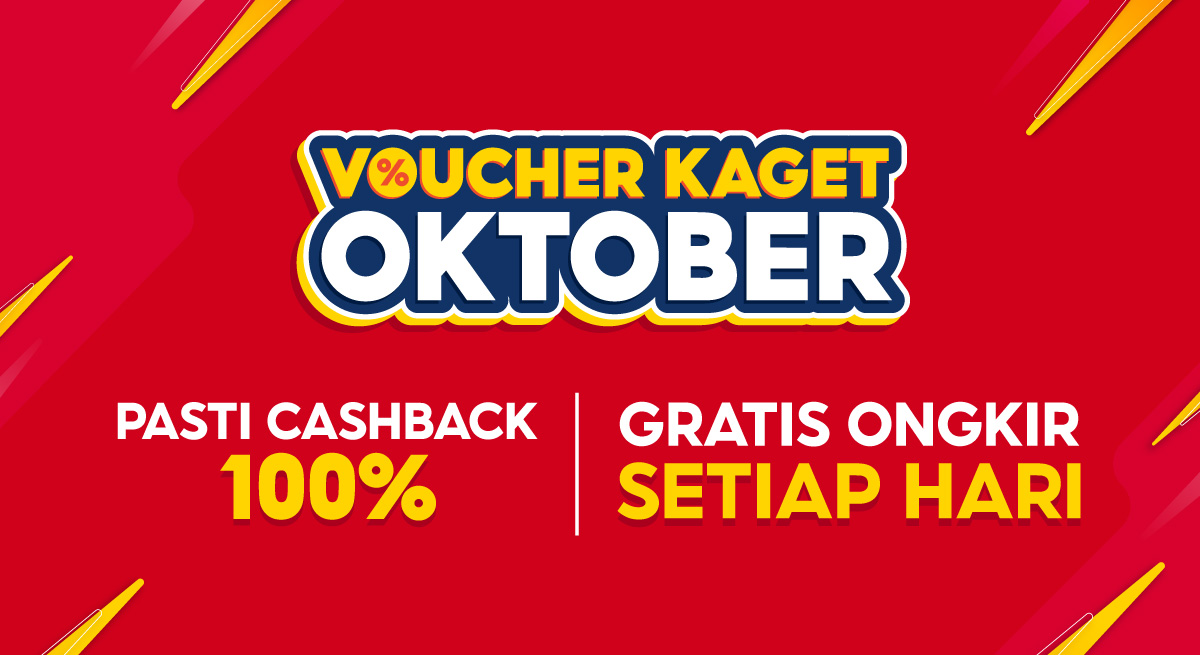 VOUCHER KAGET
OKTOBER
PASTI CASHBACK
100%
GRATIS ONGKIR
SETIAP HARI